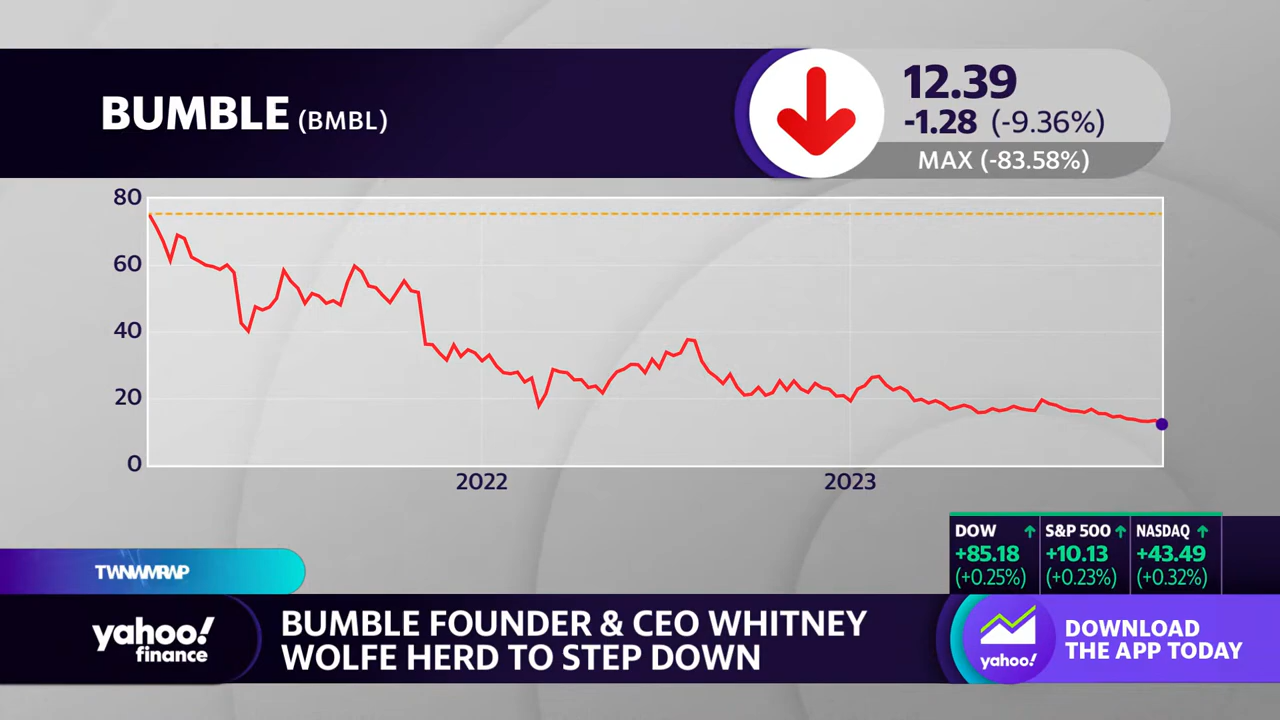 BUMBLE (BMBL)
12.39
-1.28 (-9.36%)
MAX (-83.58%)
80
60
40
20
0
2022
2023
DOW
+85.18
(+0.25%)
S&P 500
+10.13
(+0.23%)
NASDAQ
+43.49
(+0.32%)
yahoo!
finance
BUMBLE FOUNDER & CEO WHITNEY
WOLFE HERD TO STEP DOWN
yahoo!
DOWNLOAD
THE APP TODAY